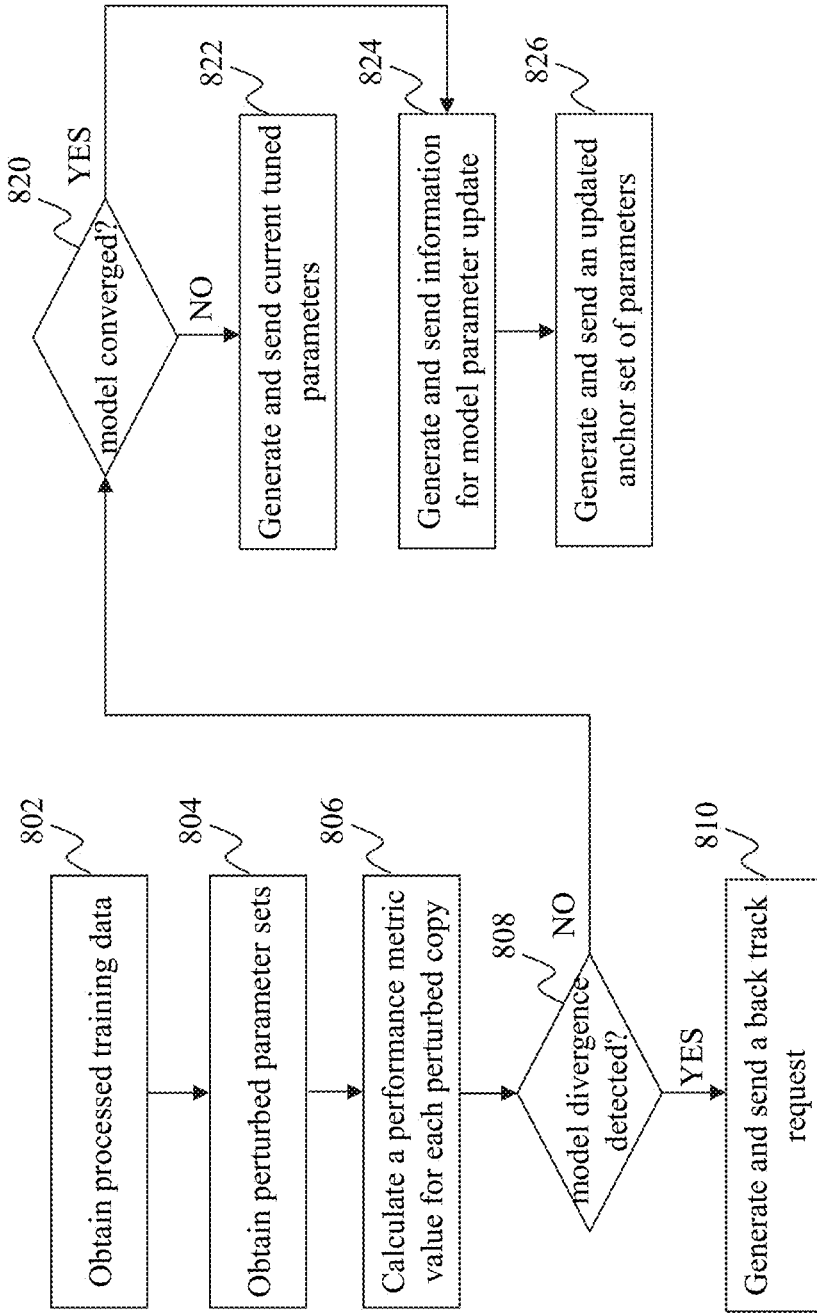 802
Obtain processed training data
804
Obtain perturbed parameter sets
806
Calculate a performance metric
value for each perturbed copy
808
model divergence
detected?
NO
YES
810
Generate and send a back track
request
820
model converged?
YES
NO
822
Generate and send current tuned
parameters
824
Generate and send information
for model parameter update
826
Generate and send an updated
anchor set of parameters